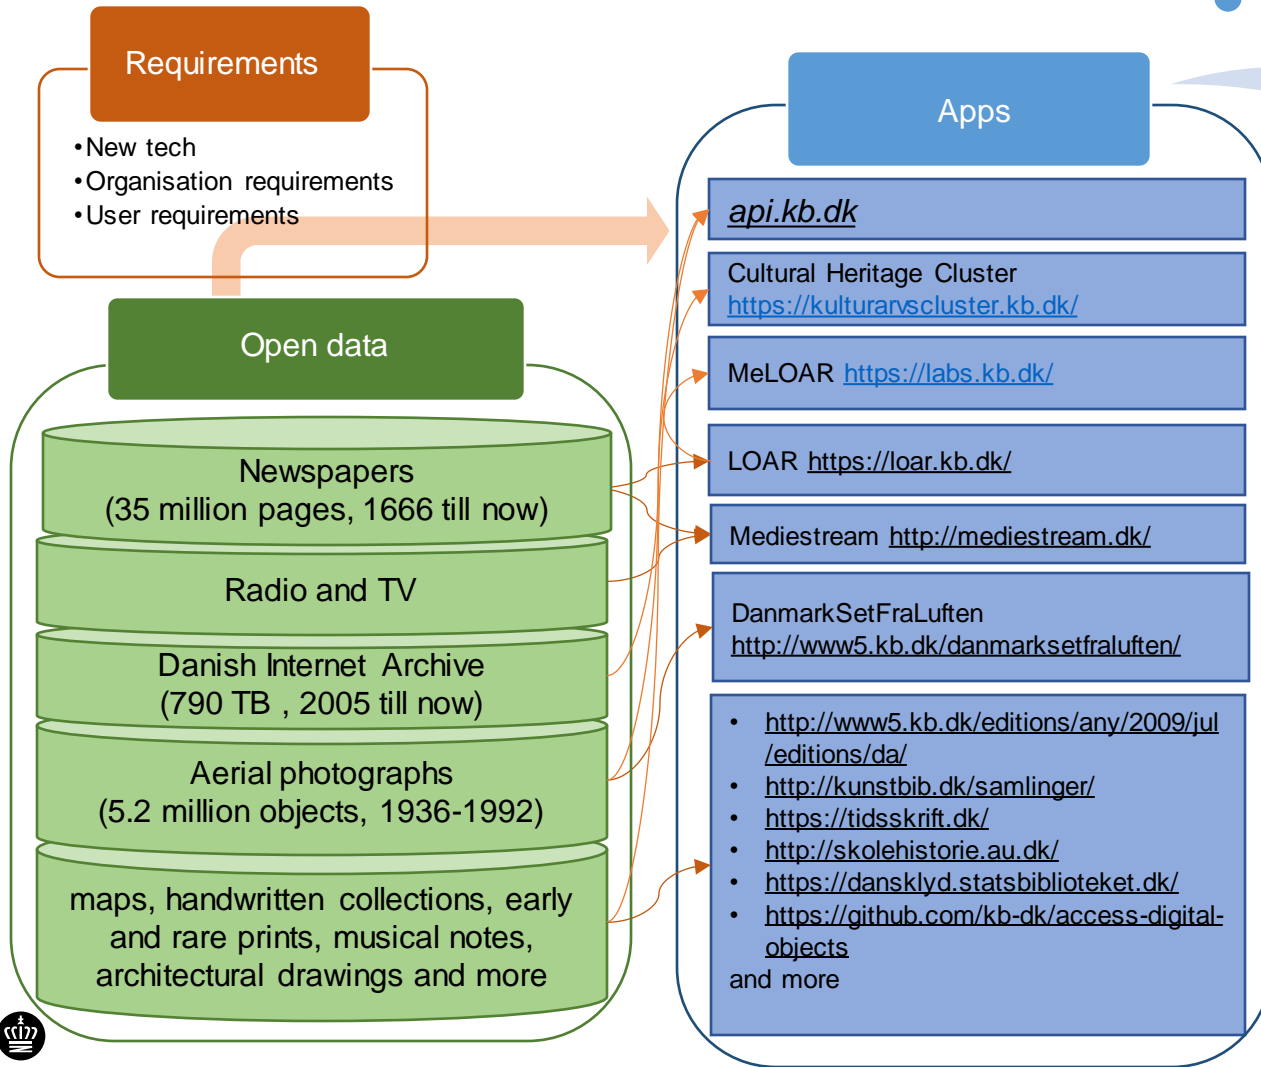 Requirements
•New tech
•Organisation requirements
•User requirements
Open data
Newspapers
(35 million pages, 1666 till now)
Radio and TV
Danish Internet Archive
(790 TB , 2005 till now)
Aerial photographs
(5.2 million objects, 1936-1992)
maps, handwritten collections, early
and rare prints, musical notes,
architectural drawings and more
Apps
api.kb.dk
Cultural Heritage Cluster
https://kulturarvscluster.kb.dk/
MeLOAR https://labs.kb.dk/
LOAR https://loar.kb.dk/
Mediestream http://mediestream.dk/
DanmarkSetFraLuften
http://www5.kb.dk/danmarksetfraluften/
• http://www5.kb.dk/editions/any/2009/jul
/editions/da/
• http://kunstbib.dk/samlinger/
• https://tidsskrift.dk/
• http://skolehistorie.au.dk/
• https://dansklyd.statsbiblioteket.dk/
• https://github.com/kb-dk/access-digital-
objects
and more